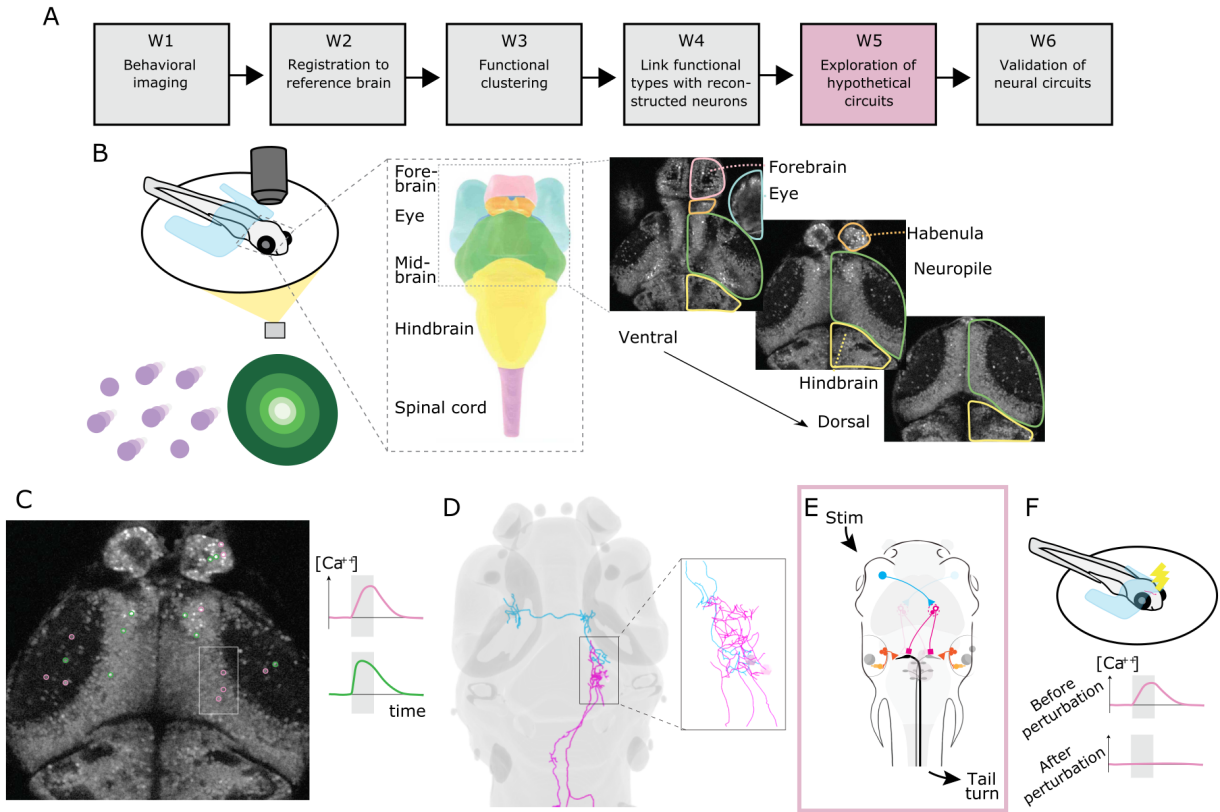 A
W1
Behavioral
imaging
W2
Registration to
reference brain
W3
Functional
clustering
W4
Link functional
types with recon-
structed neurons
W5
Exploration of
hypothetical
circuits
W6
Validation of
neural circuits
B
Fore-
brain
Eye
Mid-
brain
Hindbrain
Spinal cord
Forebrain
Eye
Habenula
Neuropile
Ventral
Hindbrain
Dorsal
C
[Ca⁺⁺]
time
D
E
Stim
Tail
turn
F
[Ca⁺⁺]
Before
perturbation
After
perturbation